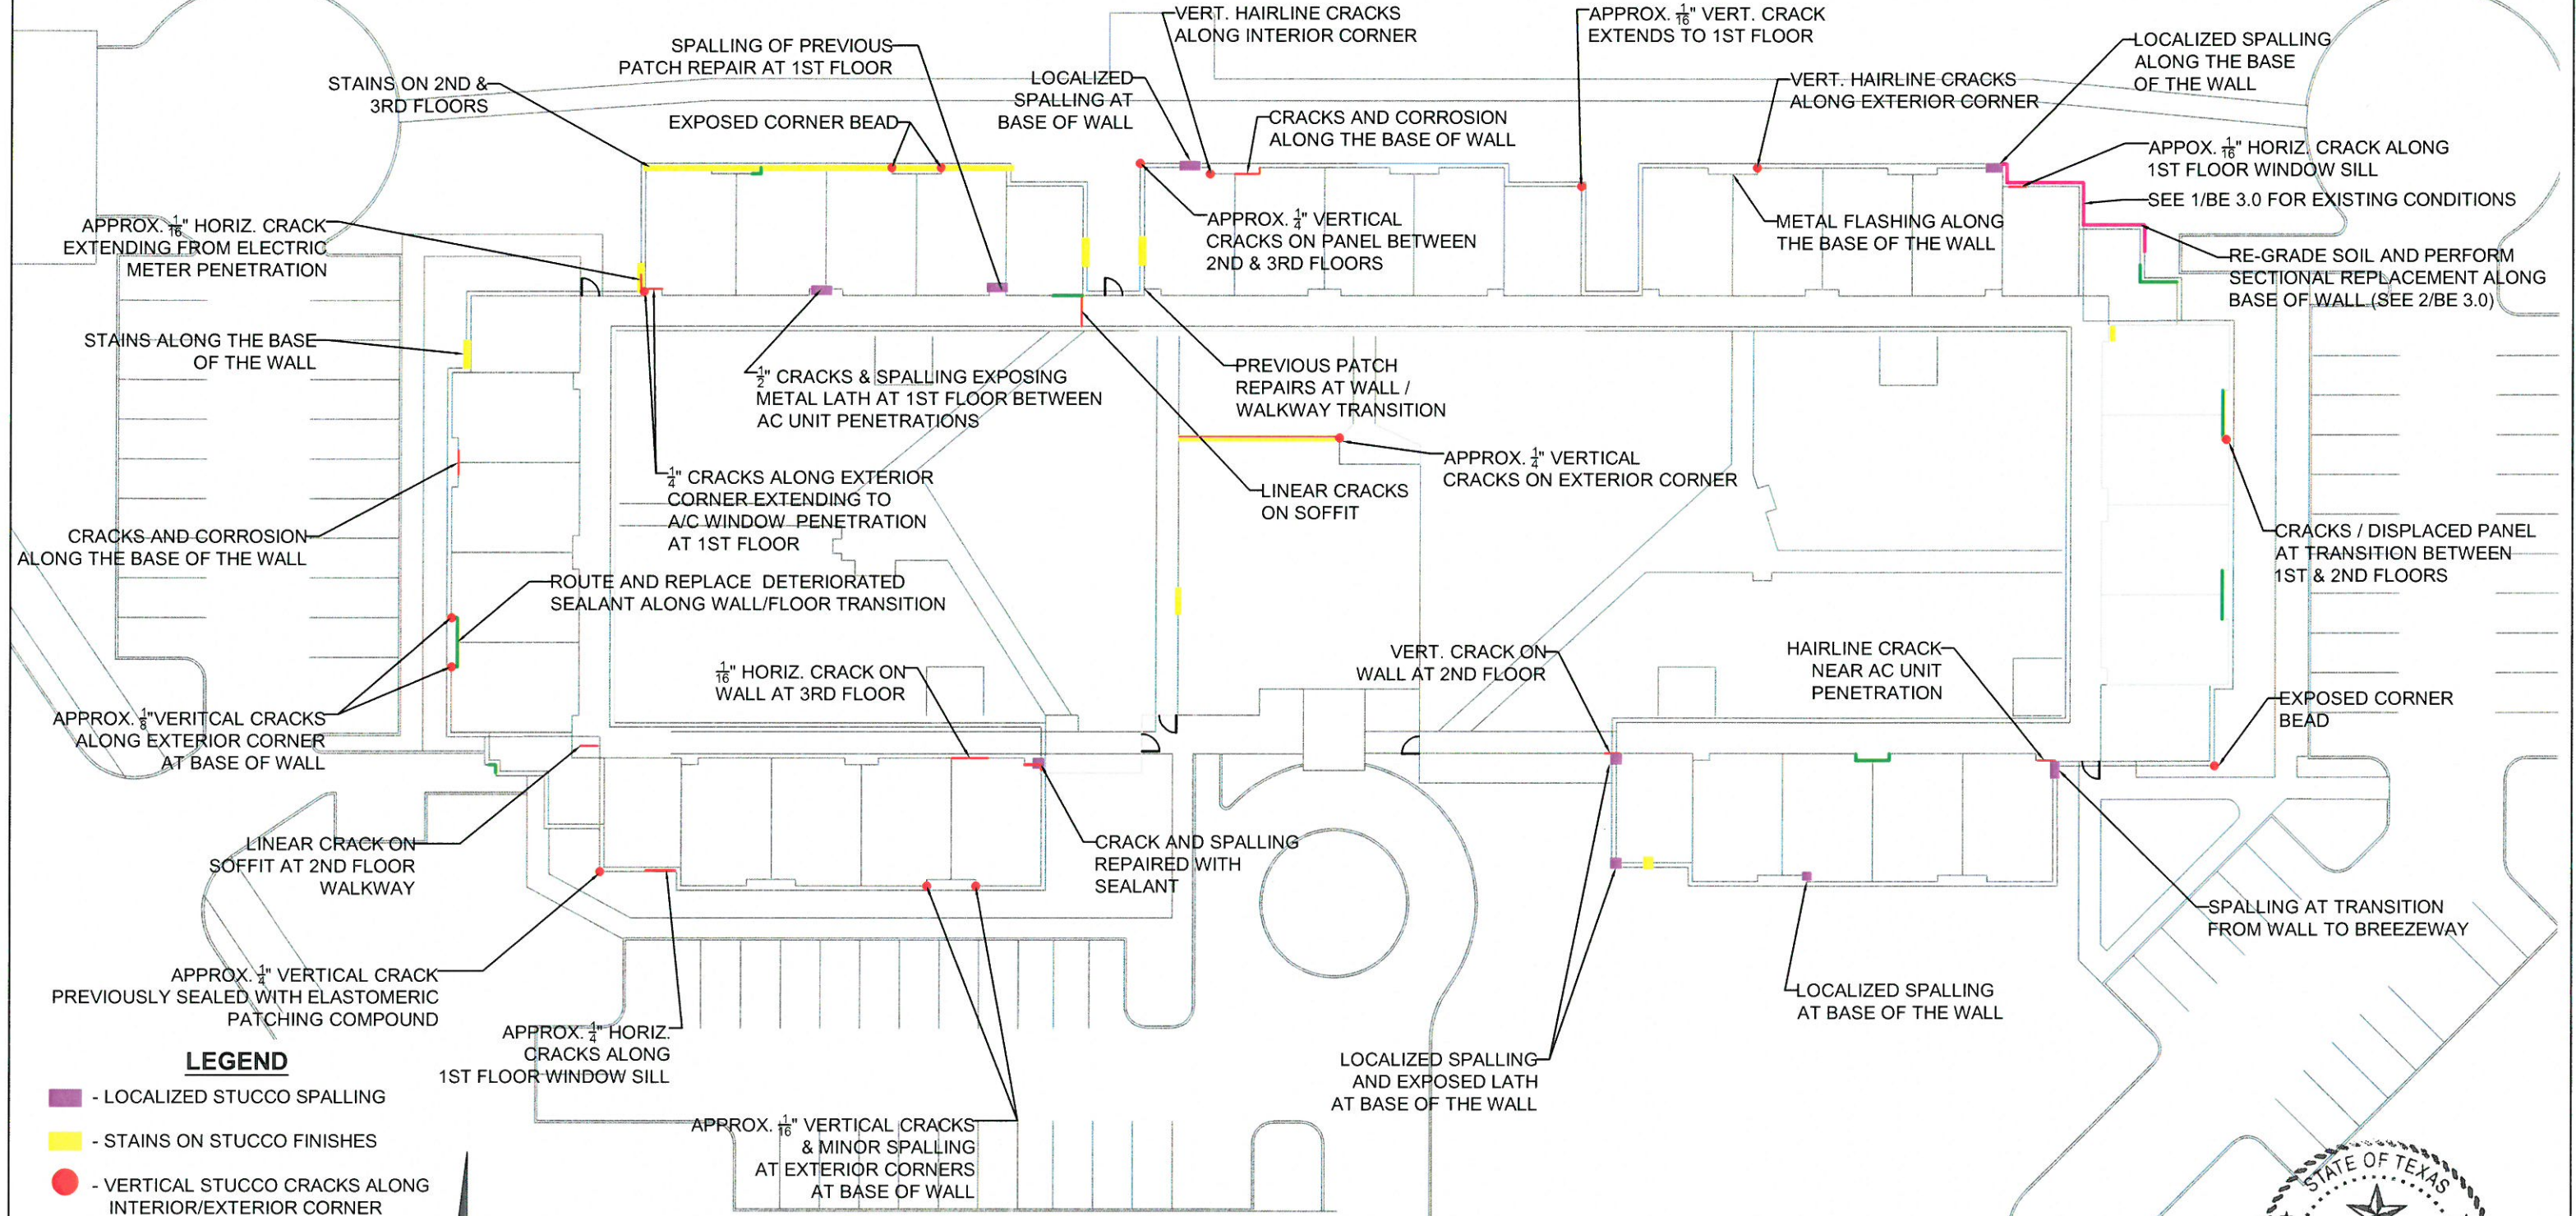 VERT. HAIRLINE CRACKS
ALONG INTERIOR CORNER
APPROX. 1/16" VERT. CRACK
EXTENDS TO 1ST FLOOR
SPALLING OF PREVIOUS
PATCH REPAIR AT 1ST FLOOR
LOCALIZED SPALLING
ALONG THE BASE
OF THE WALL
STAINS ON 2ND &
3RD FLOORS
LOCALIZED
SPALLING AT
BASE OF WALL
VERT. HAIRLINE CRACKS
ALONG EXTERIOR CORNER
EXPOSED CORNER BEAD
CRACKS AND CORROSION
ALONG THE BASE OF WALL
APPOX. 1/16" HORIZ. CRACK ALONG
1ST FLOOR WINDOW SILL
SEE 1/BE 3.0 FOR EXISTING CONDITIONS
APPROX. 1/16" HORIZ. CRACK
EXTENDING FROM ELECTRIC
METER PENETRATION
APPROX. 1/4" VERTICAL
CRACKS ON PANEL BETWEEN
2ND & 3RD FLOORS
METAL FLASHING ALONG
THE BASE OF THE WALL
RE-GRADE SOIL AND PERFORM
SECTIONAL REPLACEMENT ALONG
BASE OF WALL (SEE 2/BE 3.0)
STAINS ALONG THE BASE
OF THE WALL
1/2" CRACKS & SPALLING EXPOSING
METAL LATH AT 1ST FLOOR BETWEEN
AC UNIT PENETRATIONS
PREVIOUS PATCH
REPAIRS AT WALL /
WALKWAY TRANSITION
1/4" CRACKS ALONG EXTERIOR
CORNER EXTENDING TO
A/C WINDOW PENETRATION
AT 1ST FLOOR
LINEAR CRACKS
ON SOFFIT
APPROX. 1/4" VERTICAL
CRACKS ON EXTERIOR CORNER
CRACKS AND CORROSION
ALONG THE BASE OF THE WALL
CRACKS / DISPLACED PANEL
AT TRANSITION BETWEEN
1ST & 2ND FLOORS
ROUTE AND REPLACE DETERIORATED
SEALANT ALONG WALL/FLOOR TRANSITION
1/16" HORIZ. CRACK ON
WALL AT 3RD FLOOR
VERT. CRACK ON
WALL AT 2ND FLOOR
HAIRLINE CRACK
NEAR AC UNIT
PENETRATION
EXPOSED CORNER
BEAD
APPROX. 1/8"VERITCAL CRACKS
ALONG EXTERIOR CORNER
AT BASE OF WALL
LINEAR CRACK ON
SOFFIT AT 2ND FLOOR
WALKWAY
CRACK AND SPALLING
REPAIRED WITH
SEALANT
SPALLING AT TRANSITION
FROM WALL TO BREEZEWAY
APPROX. 1/4" VERTICAL CRACK
PREVIOUSLY SEALED WITH ELASTOMERIC
PATCHING COMPOUND
LOCALIZED SPALLING
AT BASE OF THE WALL
APPROX. 1/4" HORIZ.
CRACKS ALONG
1ST FLOOR WINDOW SILL
LOCALIZED SPALLING
AND EXPOSED LATH
AT BASE OF THE WALL
APPROX. 1/16" VERTICAL CRACKS
& MINOR SPALLING
AT EXTERIOR CORNERS
AT BASE OF WALL
LEGEND
- LOCALIZED STUCCO SPALLING
- STAINS ON STUCCO FINISHES
- VERTICAL STUCCO CRACKS ALONG
INTERIOR/EXTERIOR CORNER
STATE OF TEXAS